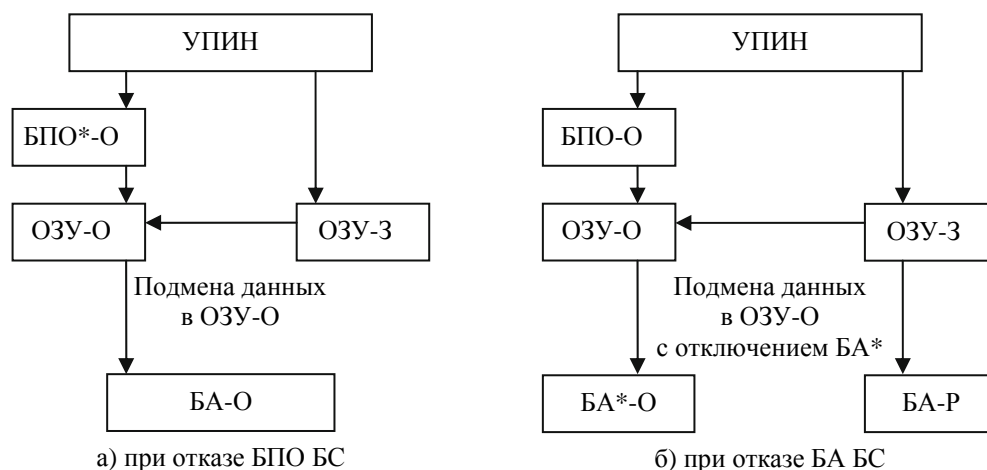 УПИН
БПО*-О
ОЗУ-О
ОЗУ-З
Подмена данных
в ОЗУ-О
БА-О
а) при отказе БПО БС
УПИН
БПО-О
ОЗУ-О
ОЗУ-З
Подмена данных
в ОЗУ-О
с отключением БА*
БА*-О
БА-Р
б) при отказе БА БС